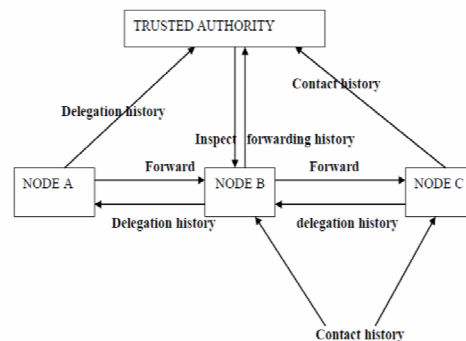 TRUSTED AUTHORITY
Contact history
Delegation history
Inspect forwarding history
NODE A
Forward
NODE B
Forward
NODE C
Delegation history
delegation history
Contact history